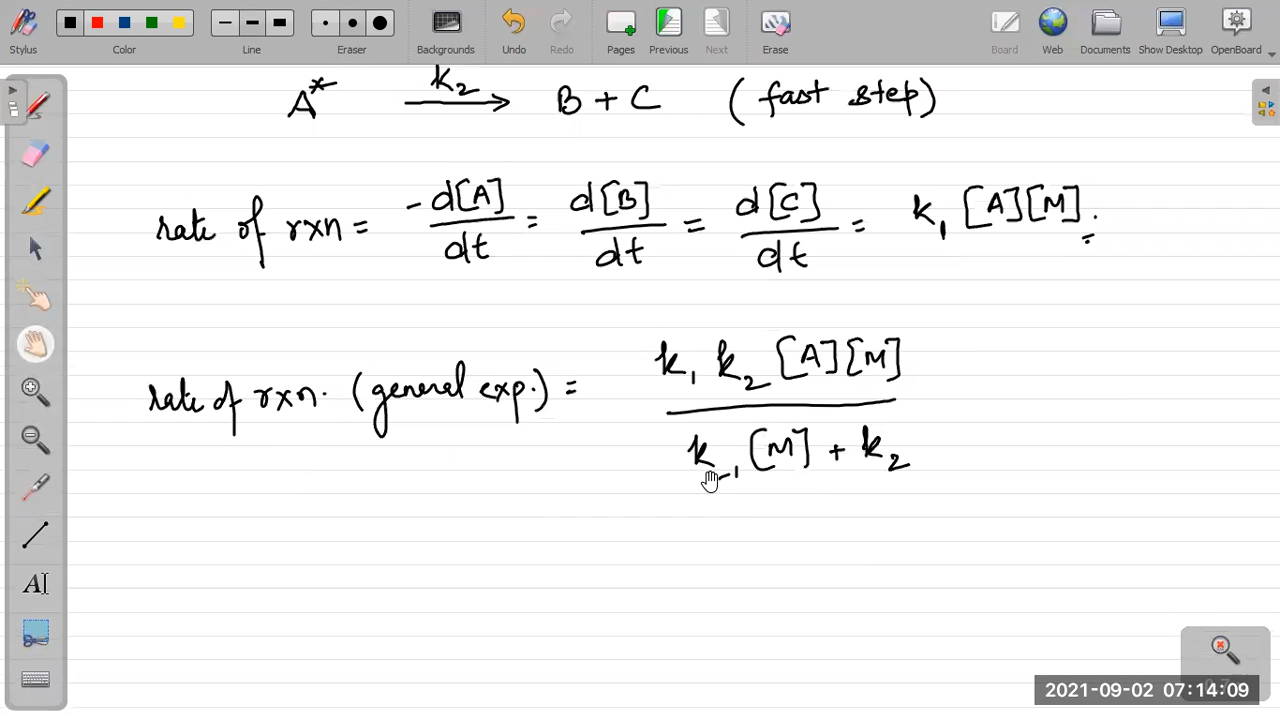 Stylus Color Line Eraser Backgrounds Undo Redo Pages Previous Next Erase Board Web Documents Show Desktop OpenBoard
A* —k₂→ B + C (fast step)
rate of rxn = -d[A]/dt = d[B]/dt = d[C]/dt = k₁ [A][M].
rate of rxn. (general exp.) = k₁ k₂ [A][M] / k₋₁ [M] + k₂
AI
2021-09-02 07:14:09